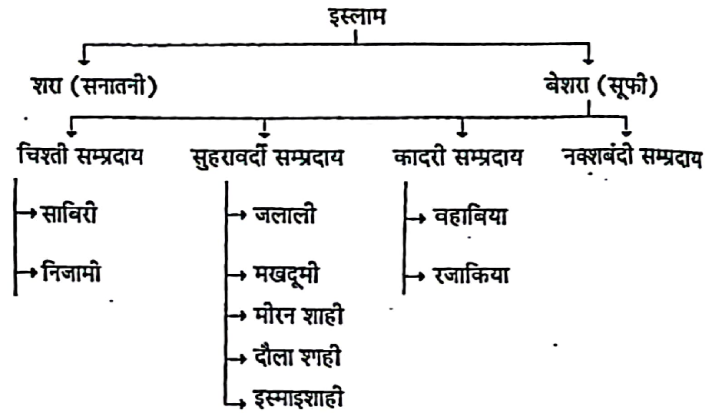 इस्लाम
शरा (सनातनी) बेशरा (सूफी)
चिश्ती सम्प्रदाय सुहरावर्दी सम्प्रदाय कादरी सम्प्रदाय नक्शबंदी सम्प्रदाय
साबिरी जलाली वहाबिया
निजामी मखदूमी रजाकिया
मीरन शाही
दौला शाही
इस्माइशाही